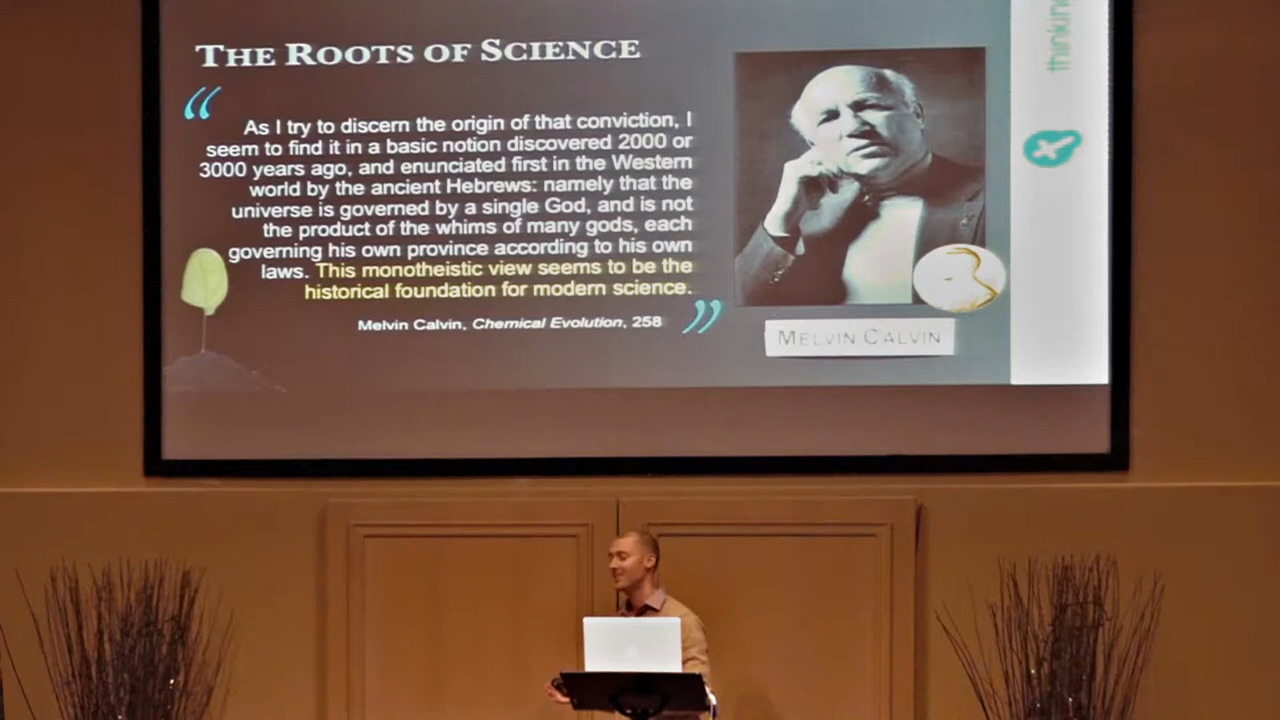 THE ROOTS OF SCIENCE
“
As I try to discern the origin of that conviction, I
seem to find it in a basic notion discovered 2000 or
3000 years ago, and enunciated first in the Western
world by the ancient Hebrews: namely that the
universe is governed by a single God, and is not
the product of the whims of many gods, each
governing his own province according to his own
laws. This monotheistic view seems to be the
historical foundation for modern science.
”
Melvin Calvin, Chemical Evolution, 258
MELVIN CALVIN